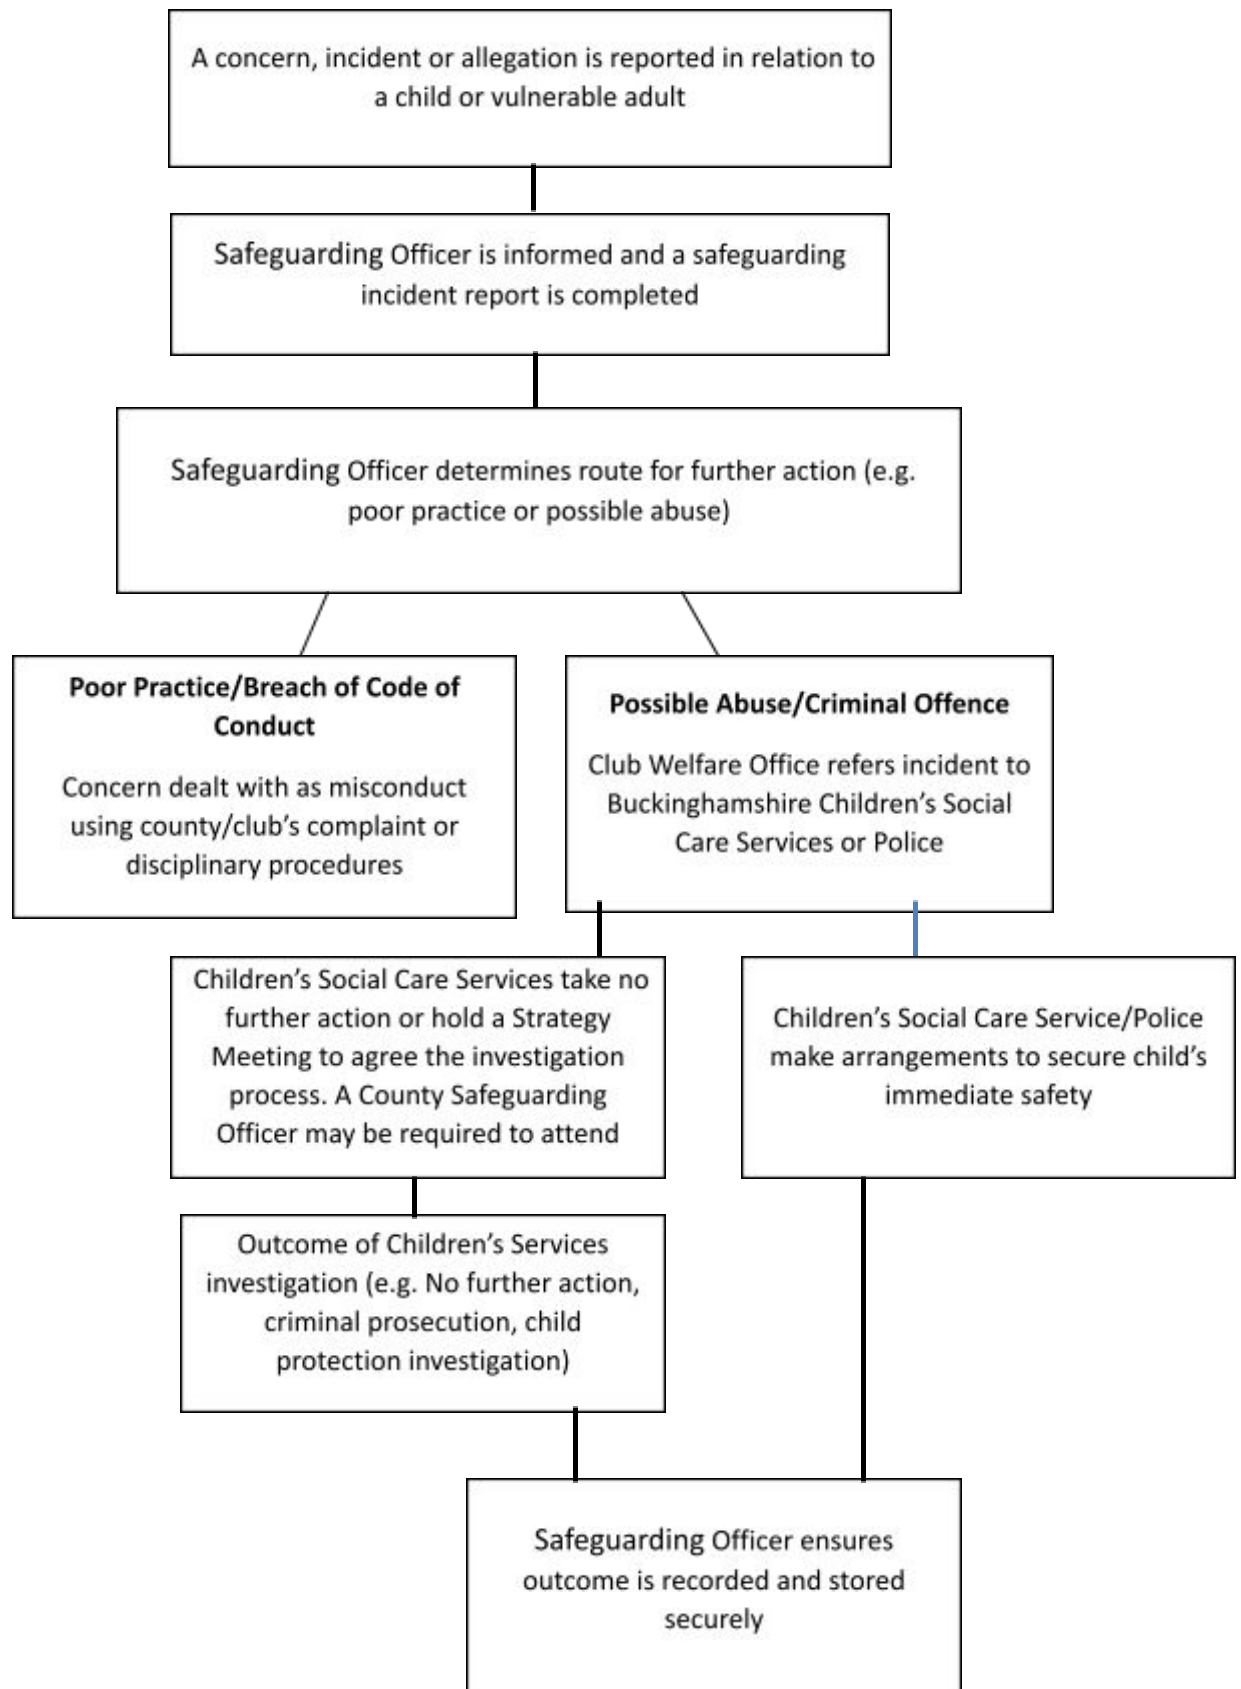 A concern, incident or allegation is reported in relation to
a child or vulnerable adult
Safeguarding Officer is informed and a safeguarding
incident report is completed
Safeguarding Officer determines route for further action (e.g.
poor practice or possible abuse)
Poor Practice/Breach of Code of
Conduct
Concern dealt with as misconduct
using county/club’s complaint or
disciplinary procedures
Possible Abuse/Criminal Offence
Club Welfare Office refers incident to
Buckinghamshire Children’s Social
Care Services or Police
Children’s Social Care Services take no
further action or hold a Strategy
Meeting to agree the investigation
process. A County Safeguarding
Officer may be required to attend
Children’s Social Care Service/Police
make arrangements to secure child’s
immediate safety
Outcome of Children’s Services
investigation (e.g. No further action,
criminal prosecution, child
protection investigation)
Safeguarding Officer ensures
outcome is recorded and stored
securely